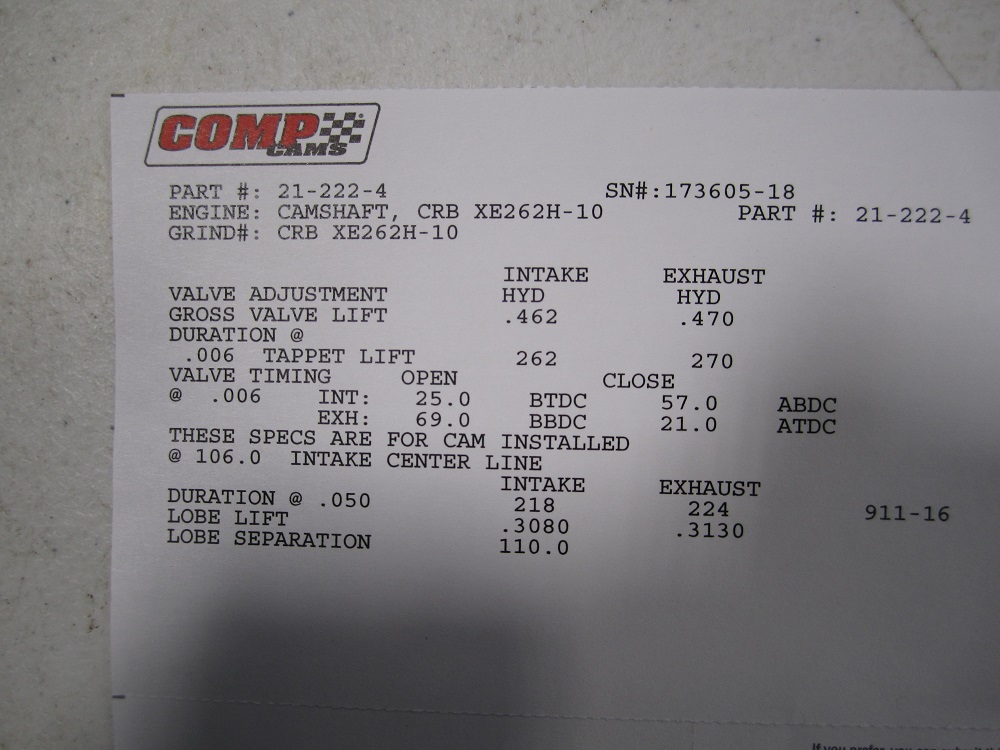 COMP
CAMS
PART #: 21-222-4 SN#:173605-18
ENGINE: CAMSHAFT, CRB XE262H-10 PART #: 21-222-4
GRIND#: CRB XE262H-10
INTAKE EXHAUST
VALVE ADJUSTMENT HYD HYD
GROSS VALVE LIFT .462 .470
DURATION @
.006 TAPPET LIFT 262 270
VALVE TIMING OPEN CLOSE
@ .006 INT: 25.0 BTDC 57.0 ABDC
EXH: 69.0 BBDC 21.0 ATDC
THESE SPECS ARE FOR CAM INSTALLED
@ 106.0 INTAKE CENTER LINE
INTAKE EXHAUST
DURATION @ .050 218 224 911-16
LOBE LIFT .3080 .3130
LOBE SEPARATION 110.0
If you prefer, you